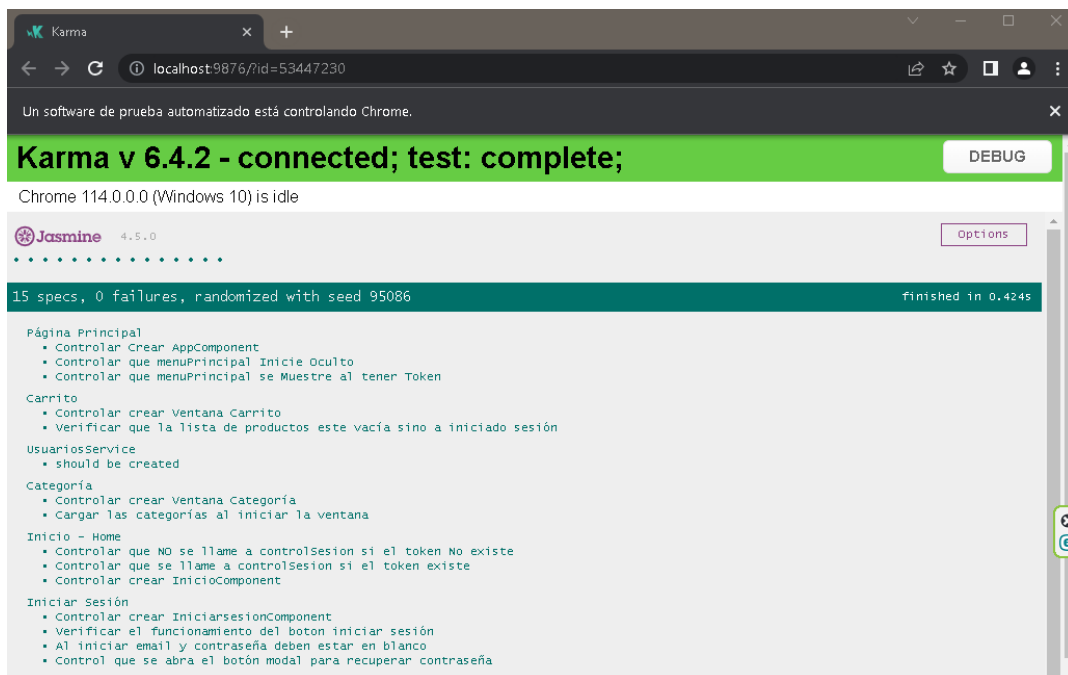 Karma
localhost:9876/?id=53447230
Un software de prueba automatizado está controlando Chrome.
Karma v 6.4.2 - connected; test: complete;
DEBUG
Chrome 114.0.0.0 (Windows 10) is idle
Jasmine 4.5.0
Options
15 specs, 0 failures, randomized with seed 95086
finished in 0.424s
Página Principal
• Controlar Crear AppComponent
• Controlar que menuPrincipal Inicie Oculto
• Controlar que menuPrincipal se Muestre al tener Token
Carrito
• Controlar crear Ventana Carrito
• Verificar que la lista de productos este vacía sino a iniciado sesión
UsuariosService
• should be created
Categoría
• Controlar crear Ventana Categoría
• Cargar las categorías al iniciar la ventana
Inicio - Home
• Controlar que NO se llame a controlSesion si el token No existe
• Controlar que se llame a controlSesion si el token existe
• Controlar crear InicioComponent
Iniciar Sesión
• Controlar crear IniciarsesionComponent
• Verificar el funcionamiento del boton iniciar sesión
• Al iniciar email y contraseña deben estar en blanco
• Control que se abra el botón modal para recuperar contraseña